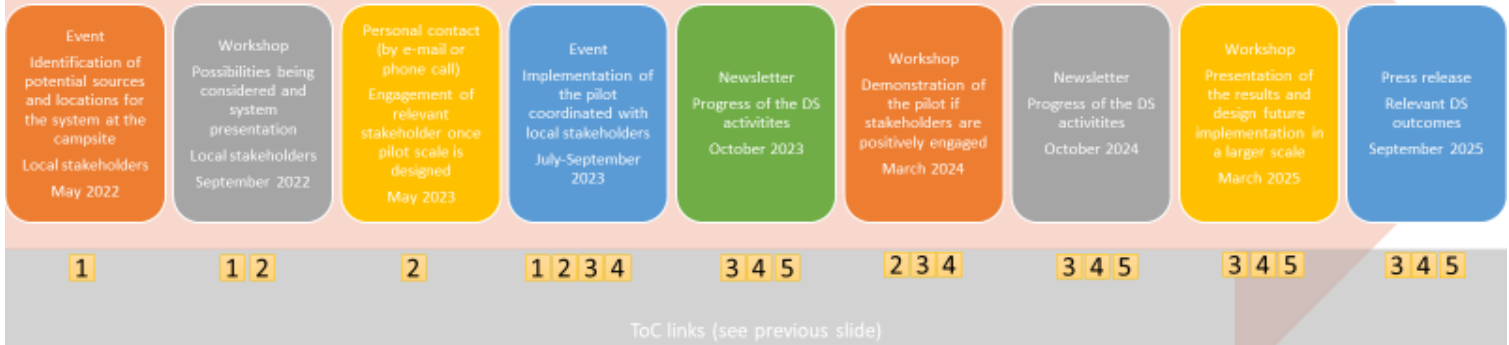 Event
Identification of
potential sources
and locations for
the system at the
campsite
Local stakeholders
May 2022
Workshop
Possibilities being
considered and
system
presentation
Local stakeholders
September 2022
Personal contact
(by e-mail or
phone call)
Engagement of
relevant
stakeholder once
pilot scale is
designed
May 2023
Event
Implementation of
the pilot
coordinated with
local stakeholders
July-September
2023
Newsletter
Progress of the DS
activitites
October 2023
Workshop
Demonstration of
the pilot if
stakeholders are
positively engaged
March 2024
Newsletter
Progress of the DS
activitites
October 2024
Workshop
Presentation of
the results and
design future
implementation in
a larger scale
March 2025
Press release
Relevant DS
outcomes
September 2025
1
1 2
2
1 2 3 4
3 4 5
2 3 4
3 4 5
3 4 5
3 4 5
ToC links (see previous slide)